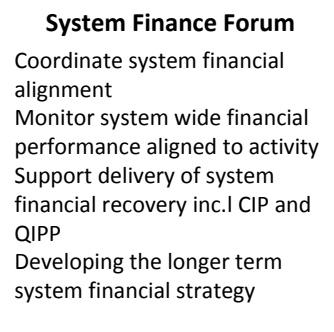 System Finance Forum
Coordinate system financial
alignment
Monitor system wide financial
performance aligned to activity
Support delivery of system
financial recovery inc.l CIP and
QIPP
Developing the longer term
system financial strategy